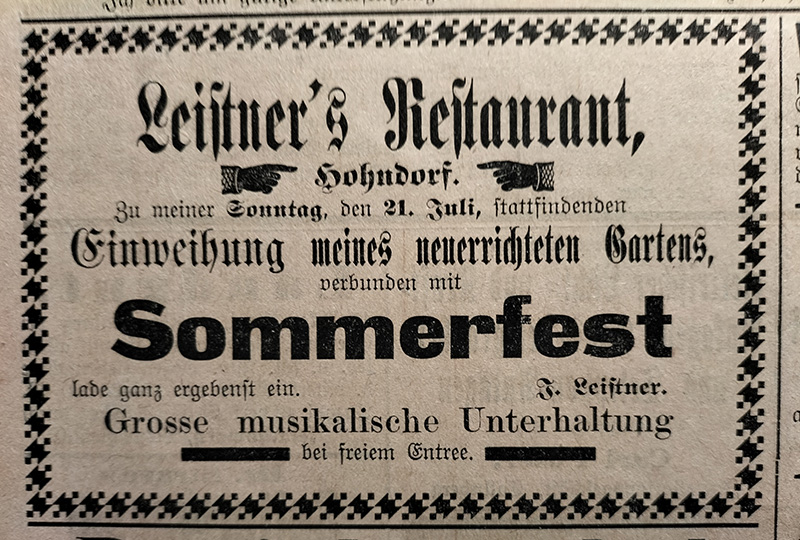 Leistner's Restaurant,
Hohndorf.
Zu meiner Sonntag, den 21. Juli, stattfindenden
Einweihung meines neuerrichteten Gartens,
verbunden mit
Sommerfest
lade ganz ergebenst ein. J. Leistner.
Grosse musikalische Unterhaltung
bei freiem Entree.